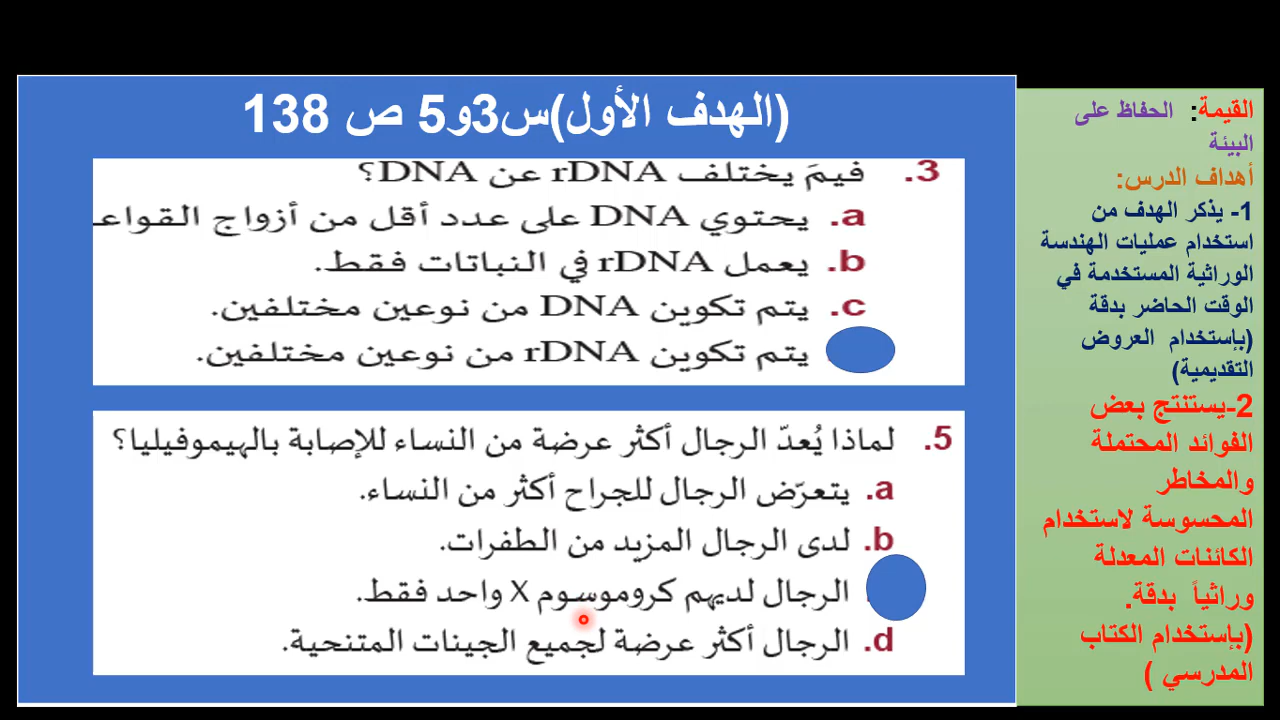 (الهدف الأول)س3و5 ص 138
3. فيمَ يختلف rDNA عن DNA؟
a. يحتوي DNA على عدد أقل من أزواج القواعـ
b. يعمل rDNA في النباتات فقط.
c. يتم تكوين DNA من نوعين مختلفين.
يتم تكوين rDNA من نوعين مختلفين.
5. لماذا يُعدّ الرجال أكثر عرضة من النساء للإصابة بالهيموفيليا؟
a. يتعرّض الرجال للجراح أكثر من النساء.
b. لدى الرجال المزيد من الطفرات.
الرجال لديهم كروموسوم X واحد فقط.
d. الرجال أكثر عرضة لجميع الجينات المتنحية.
القيمة: الحفاظ على
البيئة
أهداف الدرس:
1- يذكر الهدف من
استخدام عمليات الهندسة
الوراثية المستخدمة في
الوقت الحاضر بدقة
(بإستخدام العروض
التقديمية)
2-يستنتج بعض
الفوائد المحتملة
والمخاطر
المحسوسة لاستخدام
الكائنات المعدلة
وراثياً بدقة.
(بإستخدام الكتاب
المدرسي )